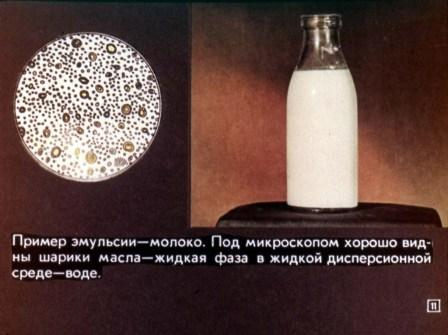 Пример эмульсии—молоко. Под микроскопом хорошо вид-
ны шарики масла—жидкая фаза в жидкой дисперсионной
среде—воде.
11